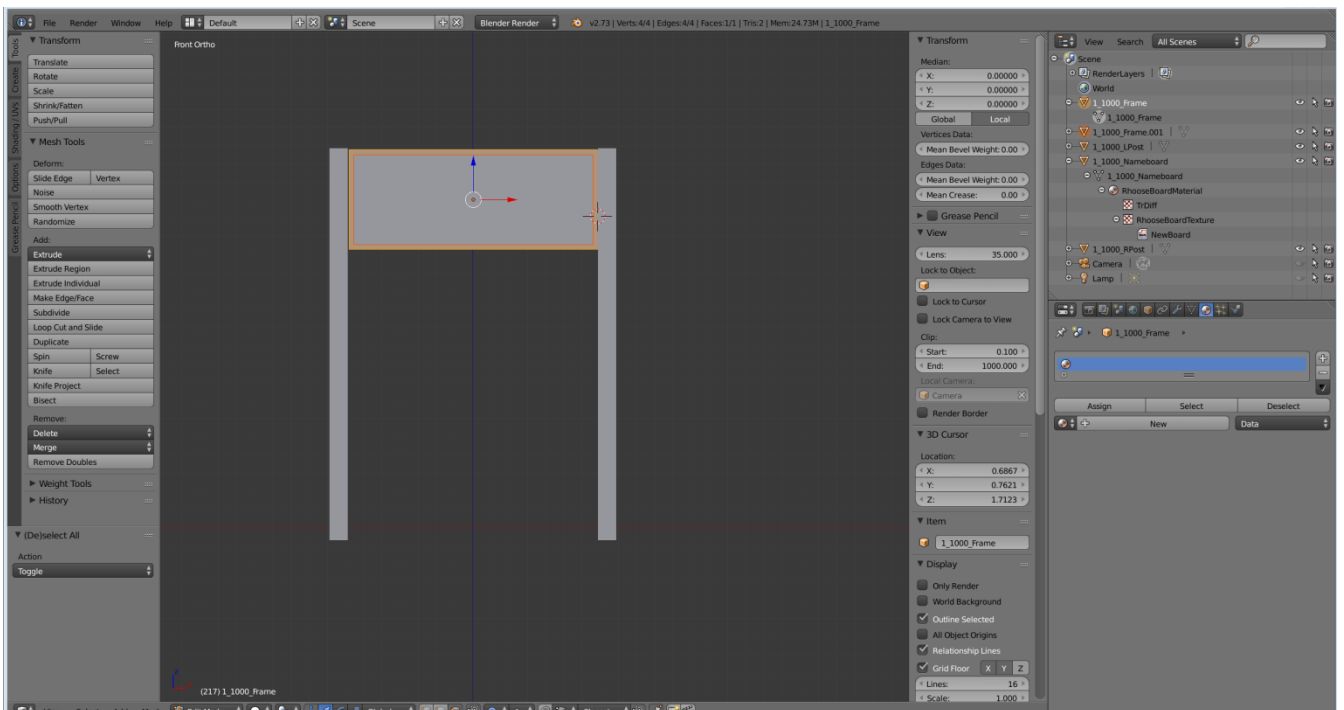 File Render Window Help Default Scene Blender Render v2.73 | Verts:4/4 | Edges:4/4 | Faces:1/1 | Tris:2 | Mem:24.73M | 1_1000_Frame
Tools
Create
Shading / UVs
Options
Grease Pencil
Transform
Translate
Rotate
Scale
Shrink/Fatten
Push/Pull
Mesh Tools
Deform:
Slide Edge Vertex
Noise
Smooth Vertex
Randomize
Add:
Extrude
Extrude Region
Extrude Individual
Make Edge/Face
Subdivide
Loop Cut and Slide
Duplicate
Spin Screw
Knife Select
Knife Project
Bisect
Remove:
Delete
Merge
Remove Doubles
Weight Tools
History
(De)select All
Action
Toggle
Front Ortho
(217) 1_1000_Frame
Transform
Median:
X: 0.00000
Y: 0.00000
Z: 0.00000
Global Local
Vertices Data:
Mean Bevel Weight: 0.00
Edges Data:
Mean Bevel Weight: 0.00
Mean Crease: 0.00
Grease Pencil
View
Lens: 35.000
Lock to Object:
Lock to Cursor
Lock Camera to View
Clip:
Start: 0.100
End: 1000.000
Local Camera:
Camera
Render Border
3D Cursor
Location:
X: 0.6867
Y: 0.7621
Z: 1.7123
Item
1_1000_Frame
Display
Only Render
World Background
Outline Selected
All Object Origins
Relationship Lines
Grid Floor X Y Z
Lines: 16
Scale: 1.000
View Search All Scenes
Scene
RenderLayers |
World
1_1000_Frame
1_1000_Frame
1_1000_Frame.001 |
1_1000_LPost |
1_1000_Nameboard
1_1000_Nameboard
RhooseBoardMaterial
TrDiff
RhooseBoardTexture
NewBoard
1_1000_RPost |
Camera |
Lamp |
1_1000_Frame
Assign Select Deselect
New Data